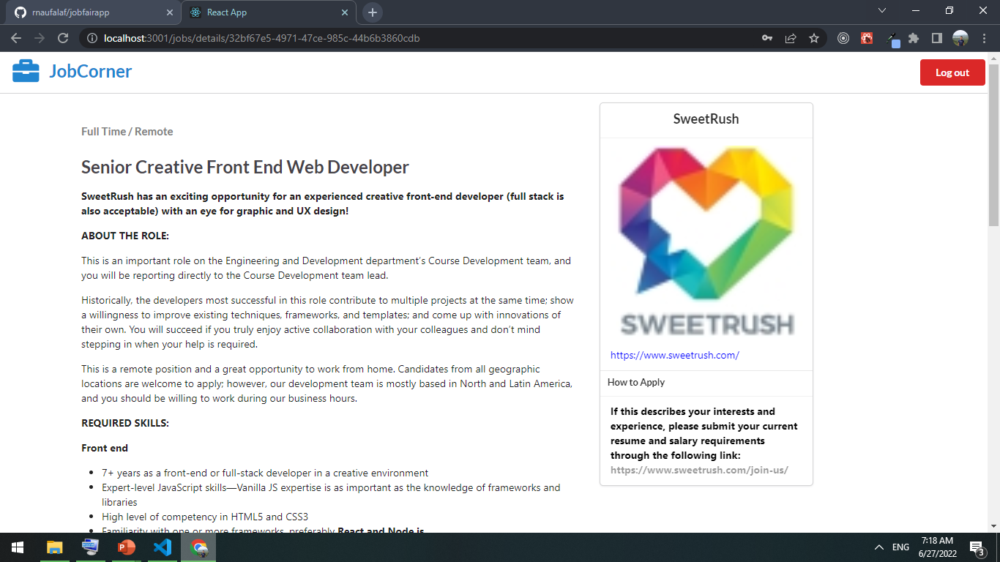 rnaufalaf/jobfairapp
React App
localhost:3001/jobs/details/32bf67e5-4971-47ce-985c-44b6b3860cdb
JobCorner
Log out
Full Time / Remote
Senior Creative Front End Web Developer
SweetRush has an exciting opportunity for an experienced creative front-end developer (full stack is
also acceptable) with an eye for graphic and UX design!
ABOUT THE ROLE:
This is an important role on the Engineering and Development department's Course Development team, and
you will be reporting directly to the Course Development team lead.
Historically, the developers most successful in this role contribute to multiple projects at the same time; show
a willingness to improve existing techniques, frameworks, and templates; and come up with innovations of
their own. You will succeed if you truly enjoy active collaboration with your colleagues and don't mind
stepping in when your help is required.
This is a remote position and a great opportunity to work from home. Candidates from all geographic
locations are welcome to apply; however, our development team is mostly based in North and Latin America,
and you should be willing to work during our business hours.
REQUIRED SKILLS:
Front end
7+ years as a front-end or full-stack developer in a creative environment
Expert-level JavaScript skills—Vanilla JS expertise is as important as the knowledge of frameworks and
libraries
High level of competency in HTML5 and CSS3
Familiarity with one or more frameworks, preferably React and Node.js
SweetRush
SWEETRUSH
https://www.sweetrush.com/
How to Apply
If this describes your interests and
experience, please submit your current
resume and salary requirements
through the following link:
https://www.sweetrush.com/join-us/
ENG
7:18 AM
6/27/2022
3